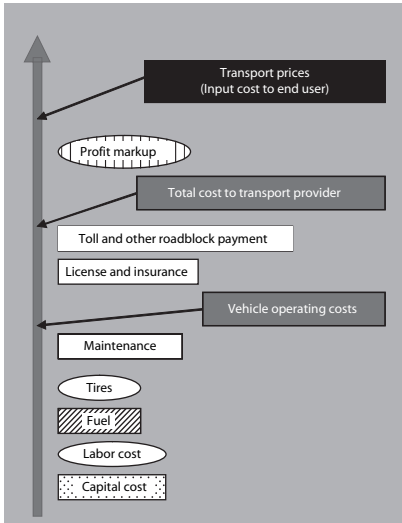 Transport prices
(Input cost to end user)
Profit markup
Total cost to transport provider
Toll and other roadblock payment
License and insurance
Vehicle operating costs
Maintenance
Tires
Fuel
Labor cost
Capital cost